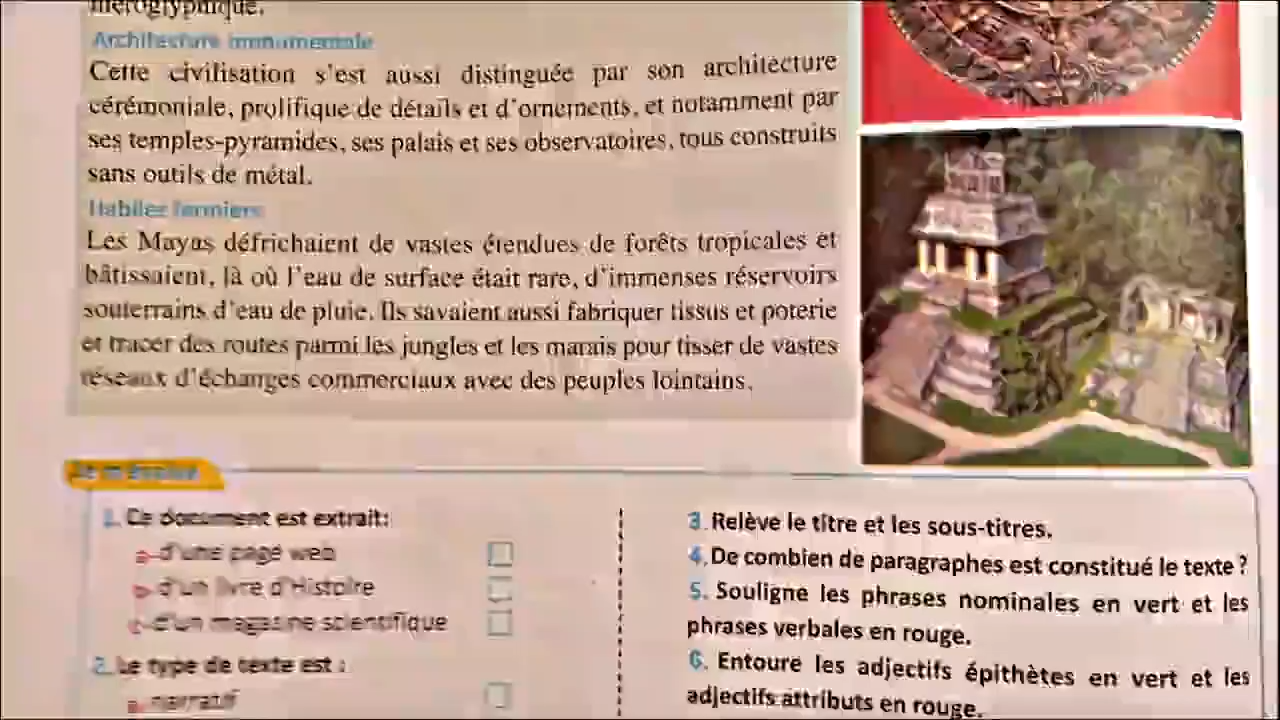 hiéroglyphique.
Architecture monumentale
Cette civilisation s'est aussi distinguée par son architecture
cérémoniale, prolifique de détails et d'ornements, et notamment par
ses temples-pyramides, ses palais et ses observatoires, tous construits
sans outils de métal.
Habiles fermiers
Les Mayas défrichaient de vastes étendues de forêts tropicales et
bâtissaient, là où l'eau de surface était rare, d'immenses réservoirs
souterrains d'eau de pluie. Ils savaient aussi fabriquer tissus et poterie
et tracer des routes parmi les jungles et les marais pour tisser de vastes
réseaux d'échanges commerciaux avec des peuples lointains.
1. Ce document est extrait:
a- d'une page web
b- d'un livre d'Histoire
c- d'un magasine scientifique
2. Le type de texte est :
a. narratif
3. Relève le titre et les sous-titres.
4. De combien de paragraphes est constitué le texte ?
5. Souligne les phrases nominales en vert et les
phrases verbales en rouge.
6. Entoure les adjectifs épithètes en vert et les
adjectifs attributs en rouge.